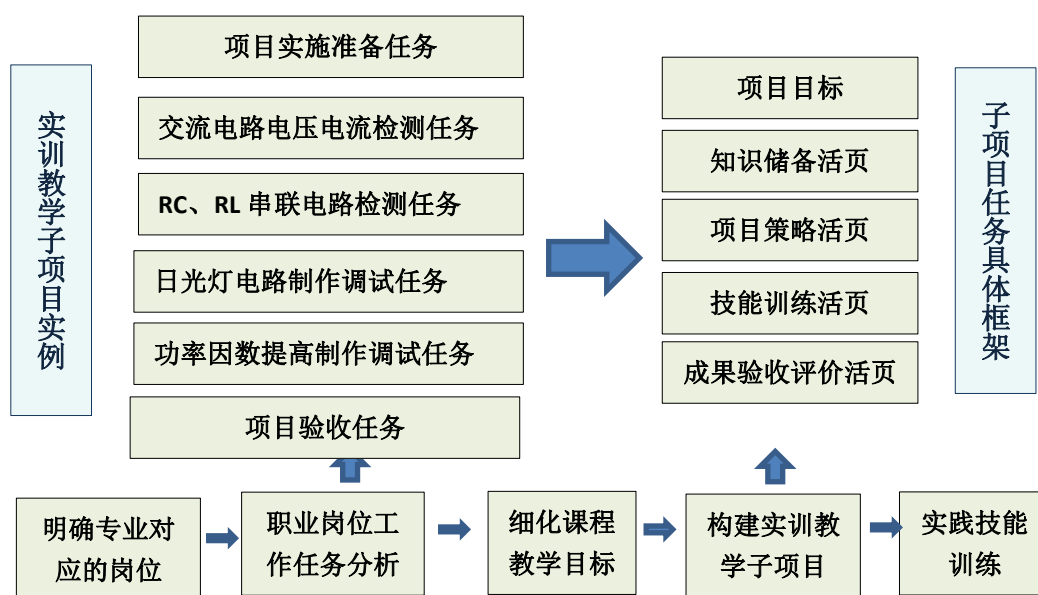 实训教学子项目实例
项目实施准备任务
交流电路电压电流检测任务
RC、RL 串联电路检测任务
日光灯电路制作调试任务
功率因数提高制作调试任务
项目验收任务
项目目标
知识储备活页
项目策略活页
技能训练活页
成果验收评价活页
子项目任务具体框架
明确专业对
应的岗位
职业岗位工
作任务分析
细化课程
教学目标
构建实训教
学子项目
实践技能
训练